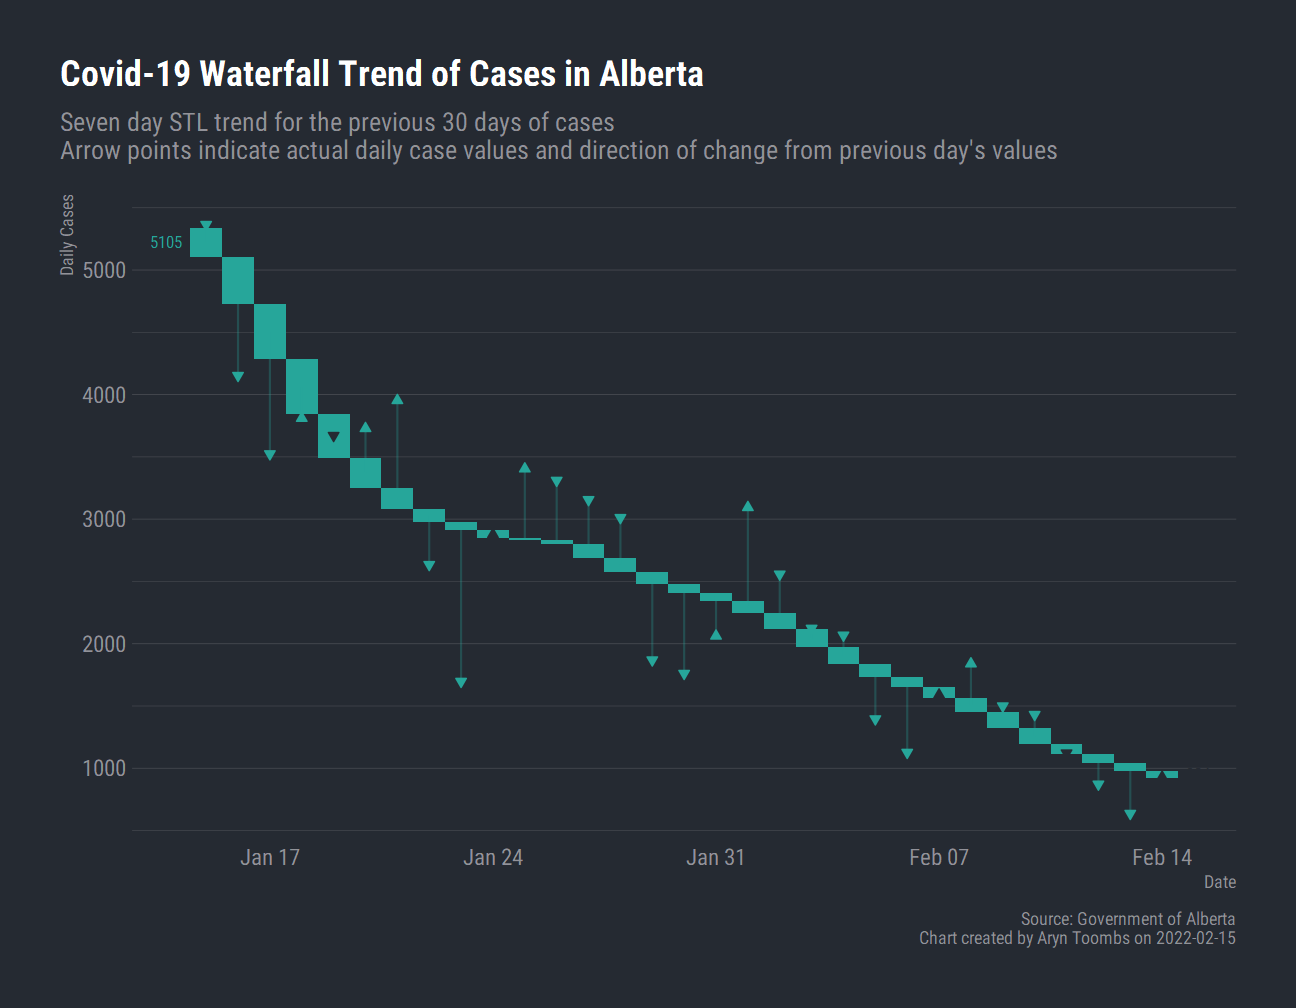 Covid-19 Waterfall Trend of Cases in Alberta
Seven day STL trend for the previous 30 days of cases
Arrow points indicate actual daily case values and direction of change from previous day's values
Daily Cases
5105
5000
4000
3000
2000
1000
Jan 17
Jan 24
Jan 31
Feb 07
Feb 14
Date
Source: Government of Alberta
Chart created by Aryn Toombs on 2022-02-15